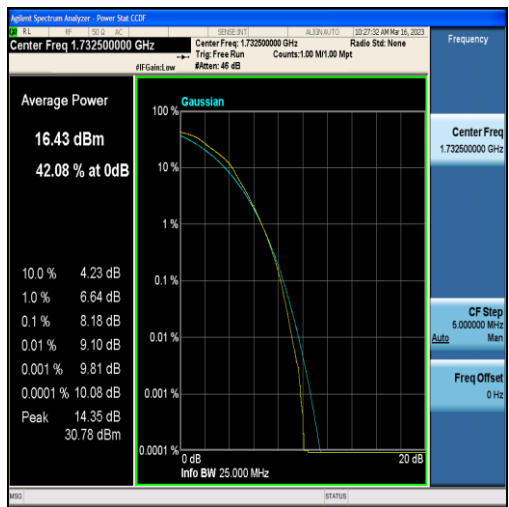 Agilent Spectrum Analyzer - Power Stat CCDF
RL RF 50 Ω AC SENSE:INT ALIGN AUTO 10:27:32 AM Mar 16, 2023
Center Freq 1.732500000 GHz
Center Freq: 1.732500000 GHz Radio Std: None
Trig: Free Run Counts:1.00 M/1.00 Mpt
#IFGain:Low #Atten: 46 dB
Frequency
Average Power
16.43 dBm
42.08 % at 0dB
10.0 % 4.23 dB
1.0 % 6.64 dB
0.1 % 8.18 dB
0.01 % 9.10 dB
0.001 % 9.81 dB
0.0001 % 10.08 dB
Peak 14.35 dB
30.78 dBm
Gaussian
100 %
10 %
1 %
0.1 %
0.01 %
0.001 %
0.0001 %
0 dB 20 dB
Info BW 25.000 MHz
Center Freq
1.732500000 GHz
CF Step
5.000000 MHz
Auto Man
Freq Offset
0 Hz
MSG STATUS